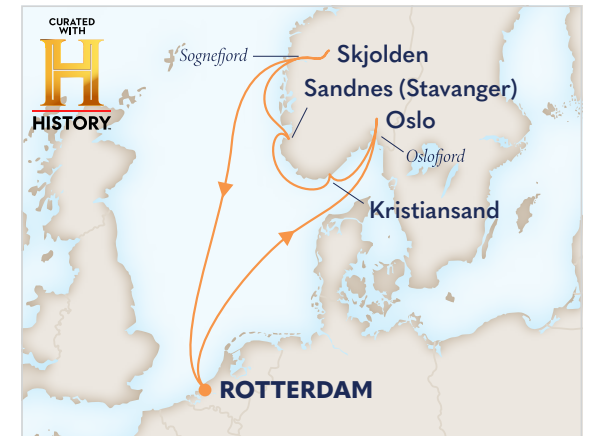 CURATED
WITH
H
HISTORY.
Sognefjord
Skjolden
Sandnes (Stavanger)
Oslo
Oslofjord
Kristiansand
ROTTERDAM